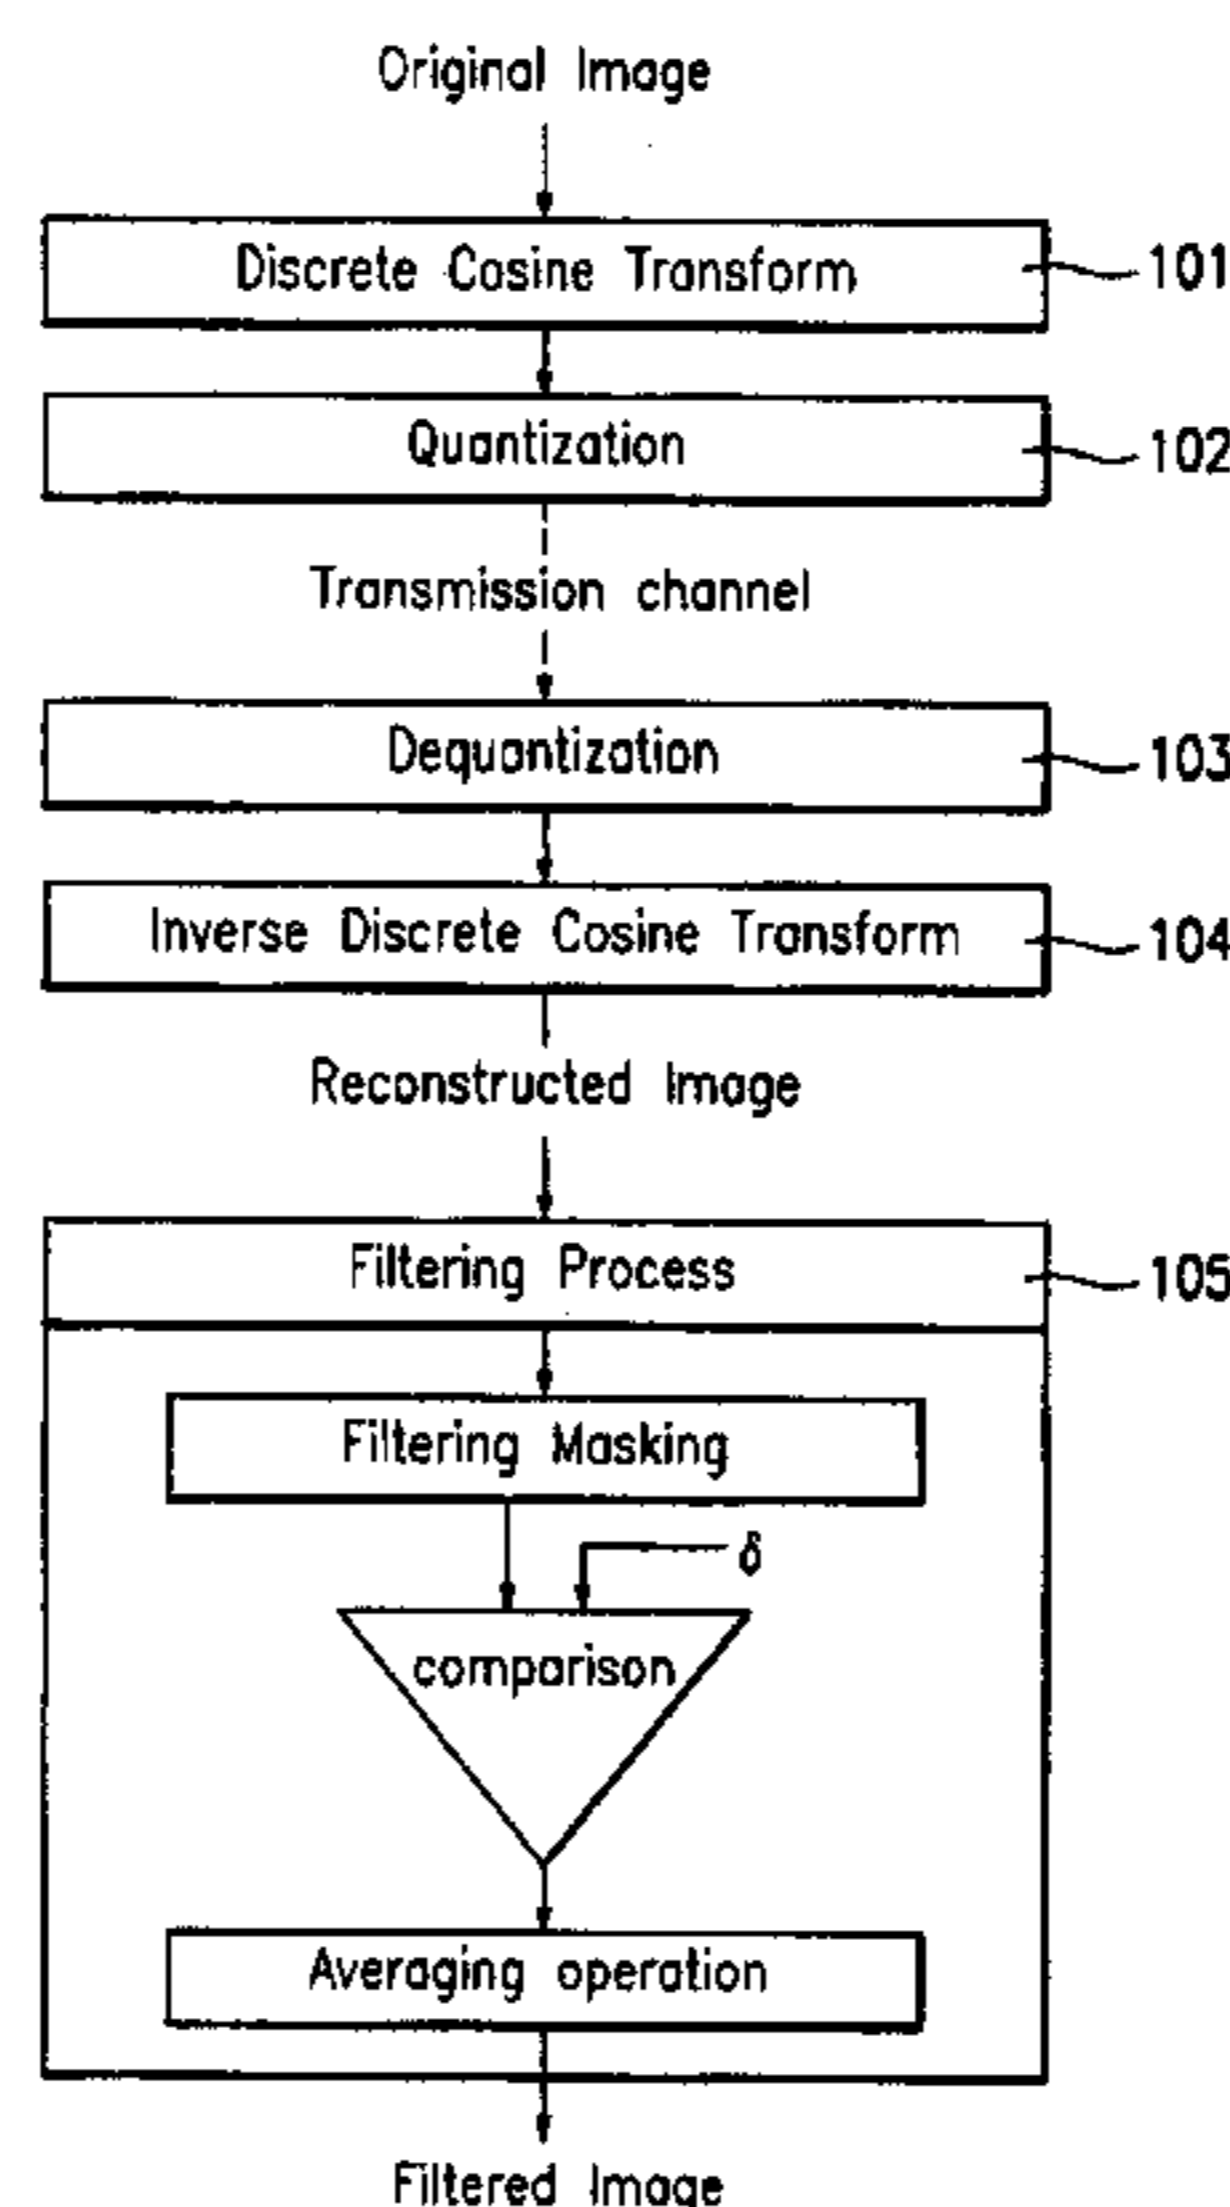 Original Image
Discrete Cosine Transform 101
Quantization 102
Transmission channel
Dequantization 103
Inverse Discrete Cosine Transform 104
Reconstructed Image
Filtering Process 105
Filtering Masking
δ
comparison
Averaging operation
Filtered Image